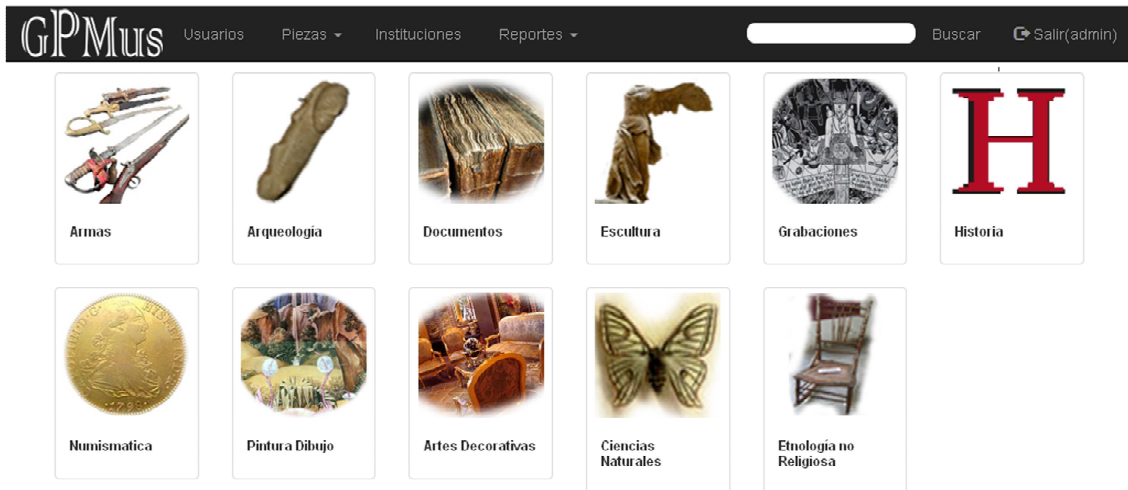 GPMus Usuarios Piezas Instituciones Reportes Buscar Salir(admin)
Armas Arqueología Documentos Escultura Grabaciones Historia
H
Numismatica Pintura Dibujo Artes Decorativas Ciencias Naturales Etnología no Religiosa